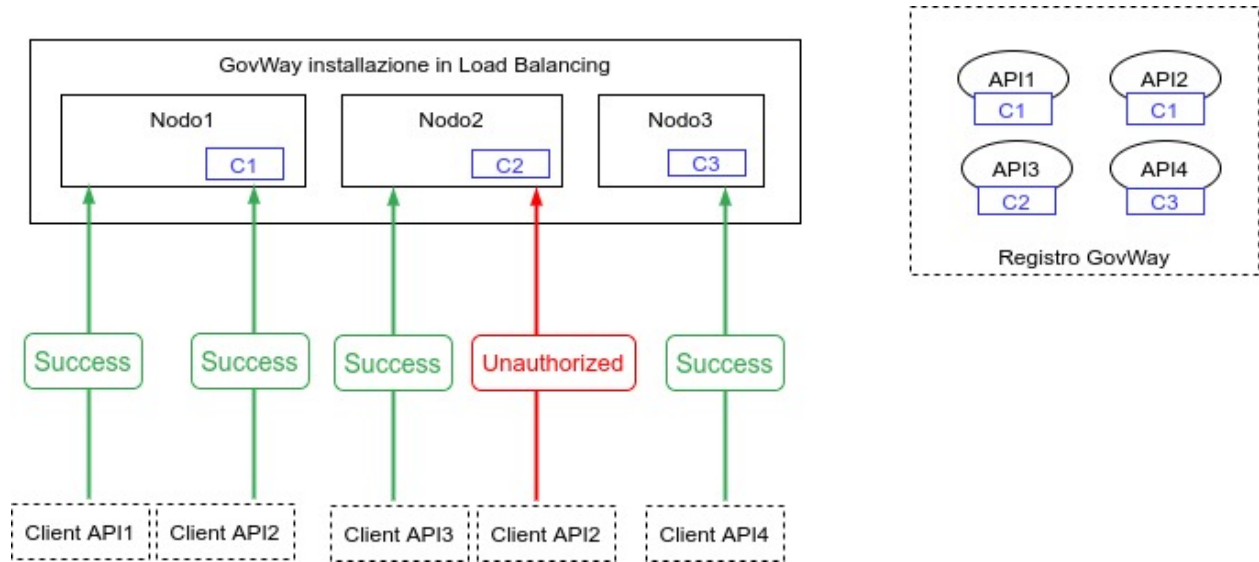 GovWay installazione in Load Balancing
Nodo1
C1
Nodo2
C2
Nodo3
C3
Success
Success
Success
Unauthorized
Success
Client API1
Client API2
Client API3
Client API2
Client API4
API1
C1
API2
C1
API3
C2
API4
C3
Registro GovWay